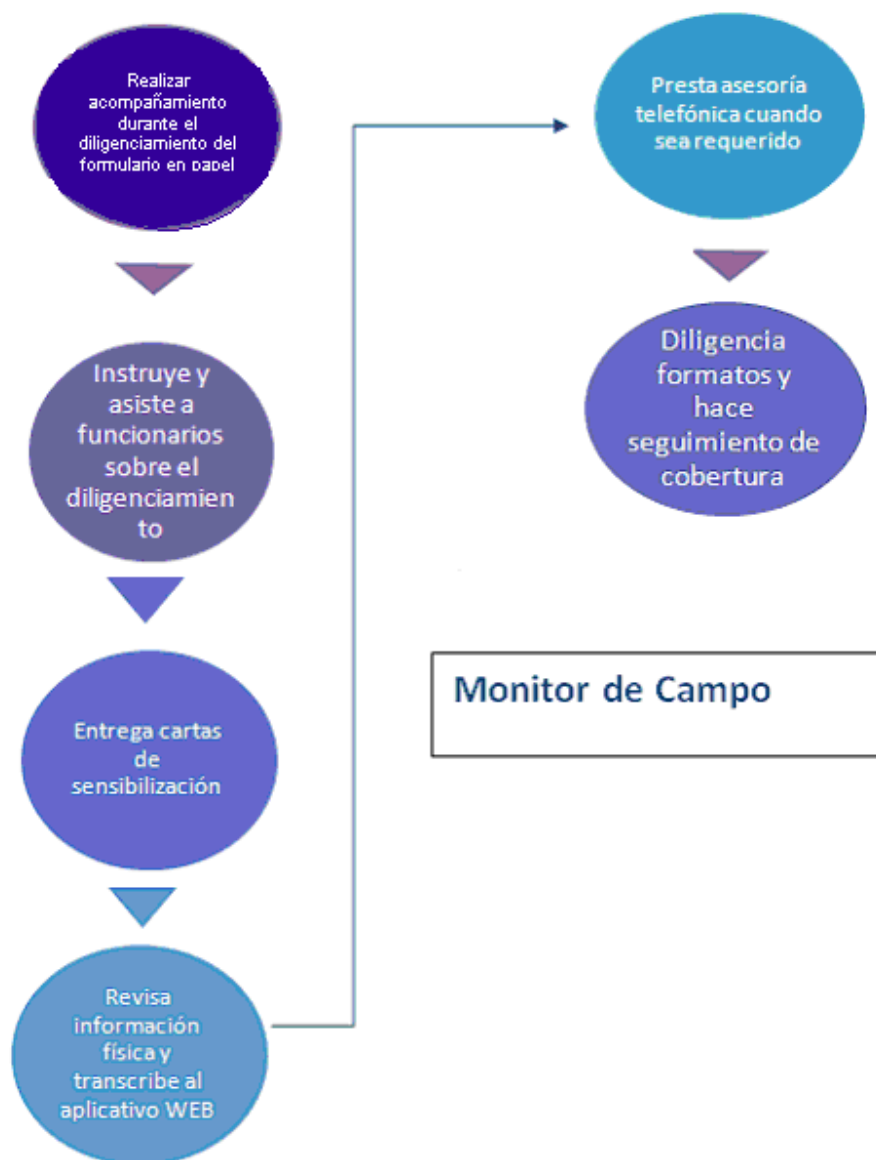 Realizar
acompañamiento
durante el
diligenciamiento del
formulario en papel
Instruye y
asiste a
funcionarios
sobre el
diligenciamien
to
Entrega cartas
de
sensibilización
Revisa
información
física y
transcribe al
aplicativo WEB
Presta asesoría
telefónica cuando
sea requerido
Diligencia
formatos y
hace
seguimiento de
cobertura
Monitor de Campo